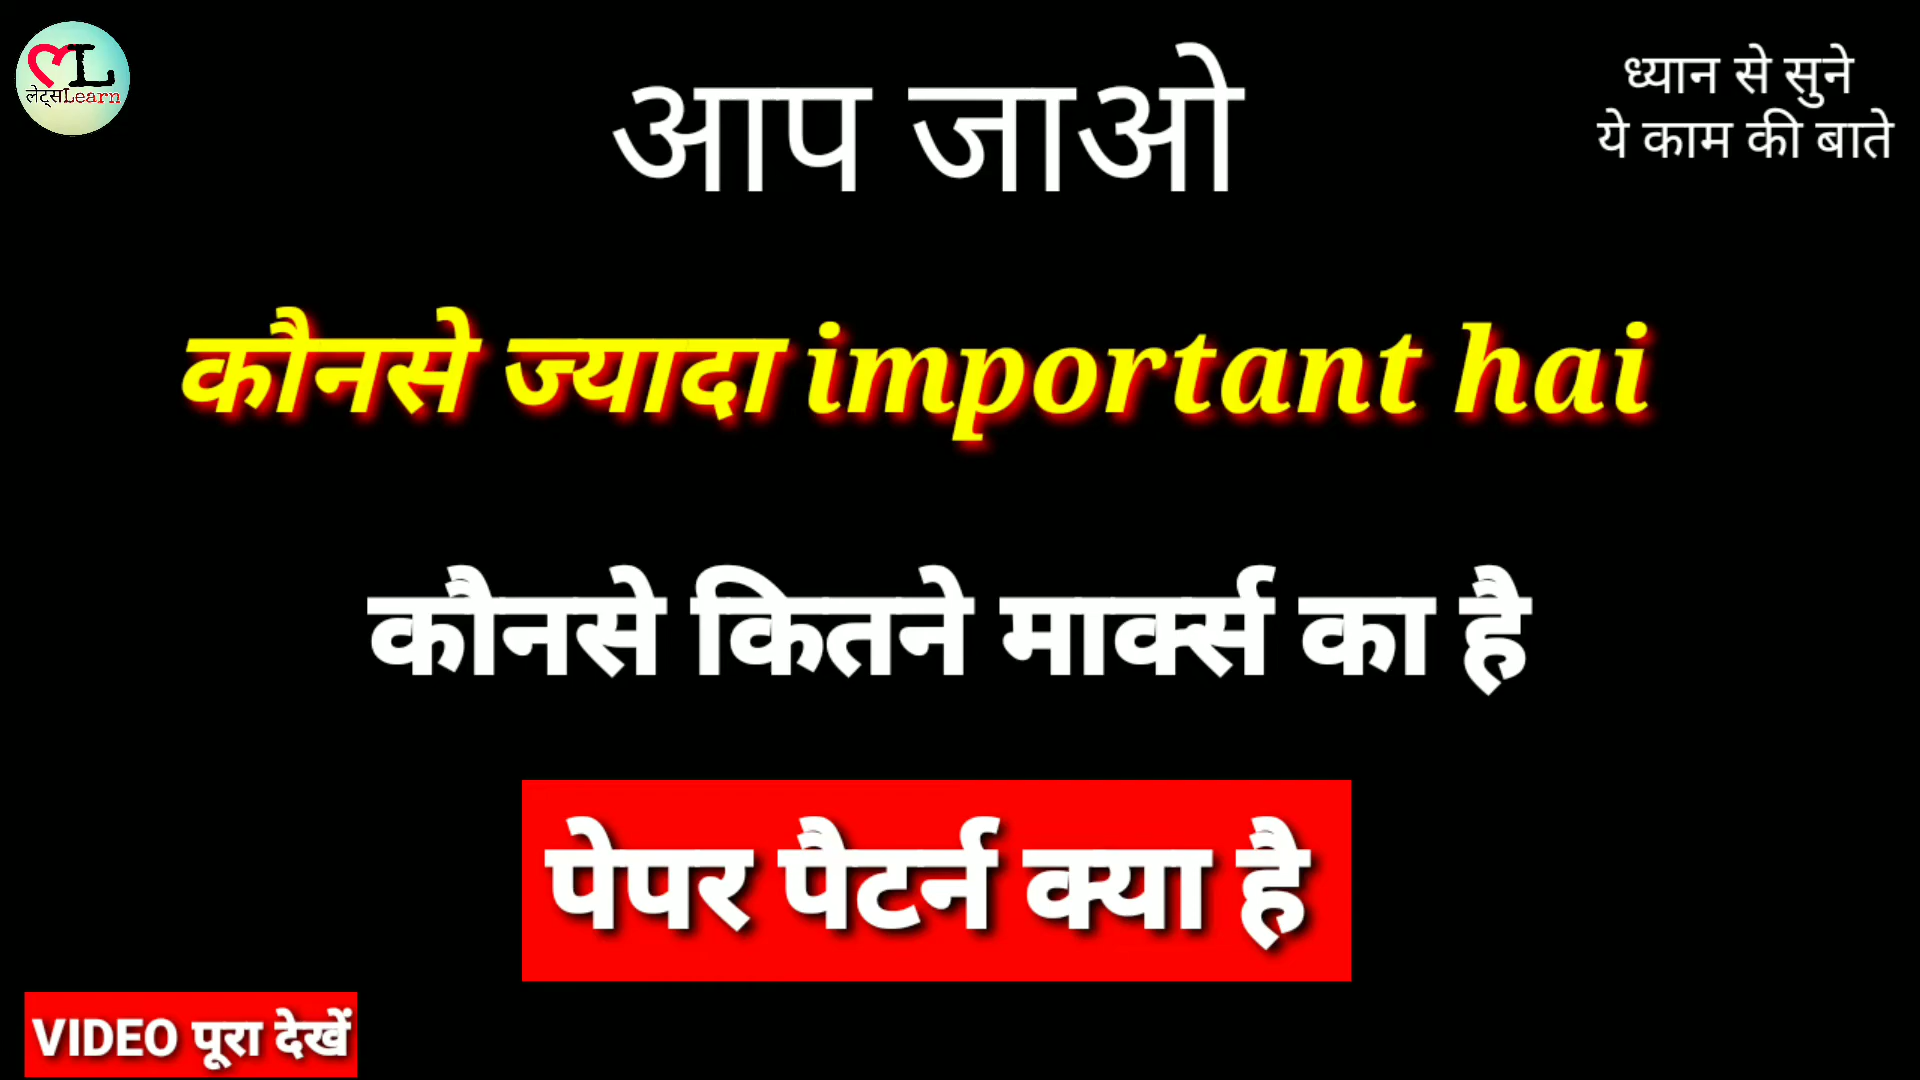 L
लेट्सLearn
आप जाओ
ध्यान से सुने
ये काम की बाते
कौनसे ज्यादा important hai
कौनसे कितने मार्क्स का है
पेपर पैटर्न क्या है
VIDEO पूरा देखें